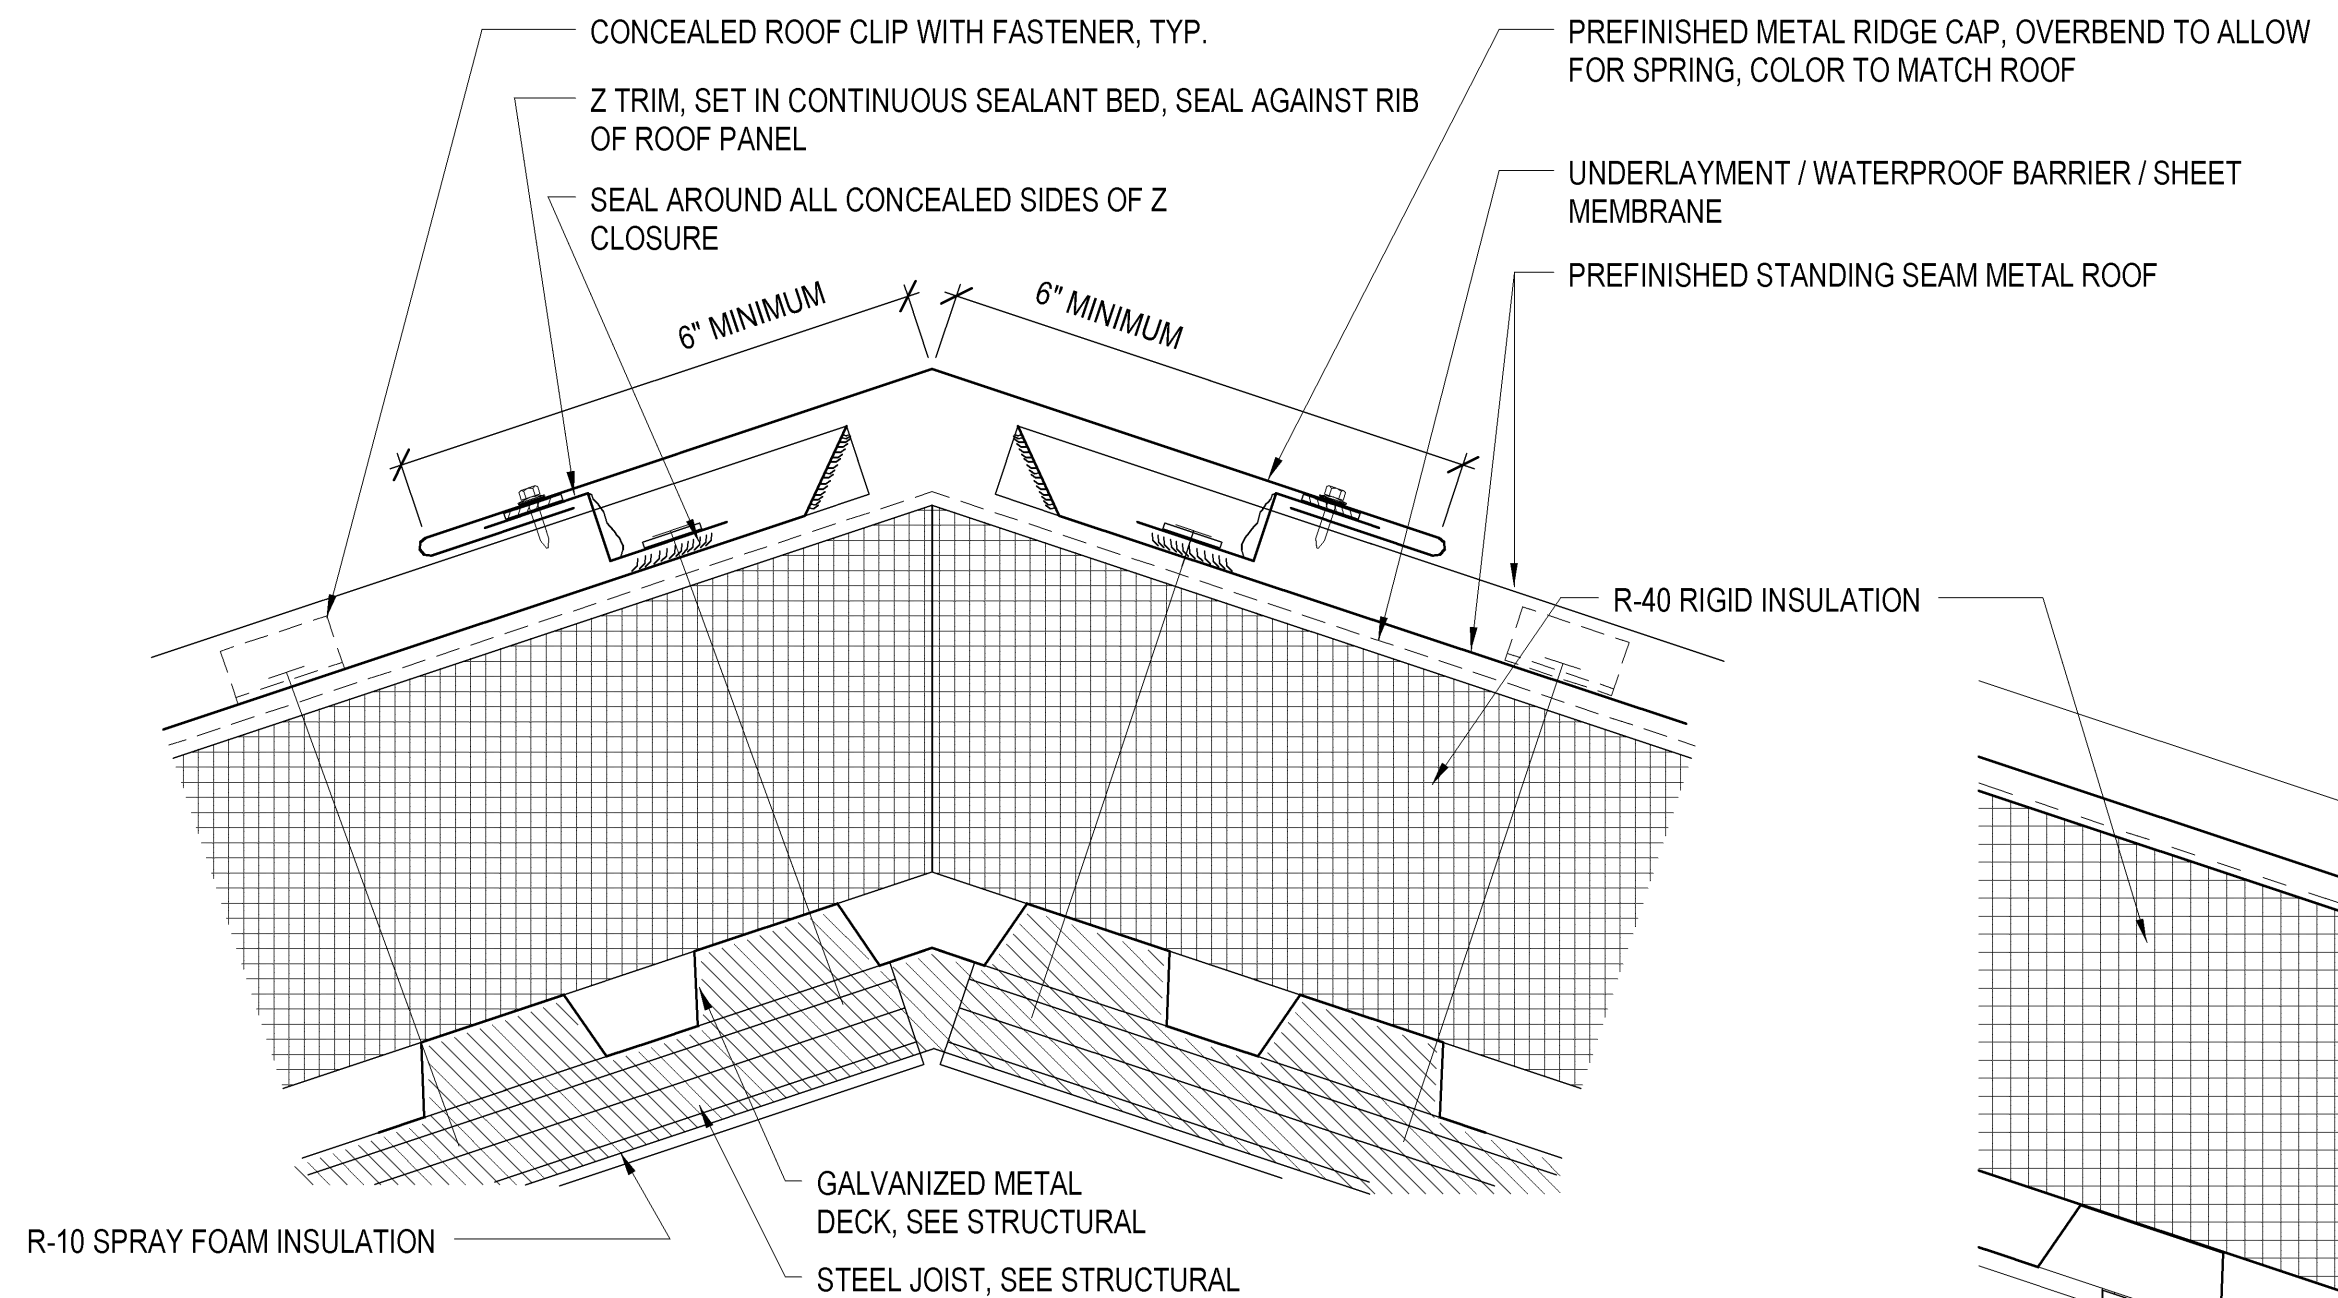 CONCEALED ROOF CLIP WITH FASTENER, TYP.
Z TRIM, SET IN CONTINUOUS SEALANT BED, SEAL AGAINST RIB
OF ROOF PANEL
SEAL AROUND ALL CONCEALED SIDES OF Z
CLOSURE
PREFINISHED METAL RIDGE CAP, OVERBEND TO ALLOW
FOR SPRING, COLOR TO MATCH ROOF
UNDERLAYMENT / WATERPROOF BARRIER / SHEET
MEMBRANE
PREFINISHED STANDING SEAM METAL ROOF
6" MINIMUM
6" MINIMUM
R-40 RIGID INSULATION
GALVANIZED METAL
DECK, SEE STRUCTURAL
R-10 SPRAY FOAM INSULATION
STEEL JOIST, SEE STRUCTURAL